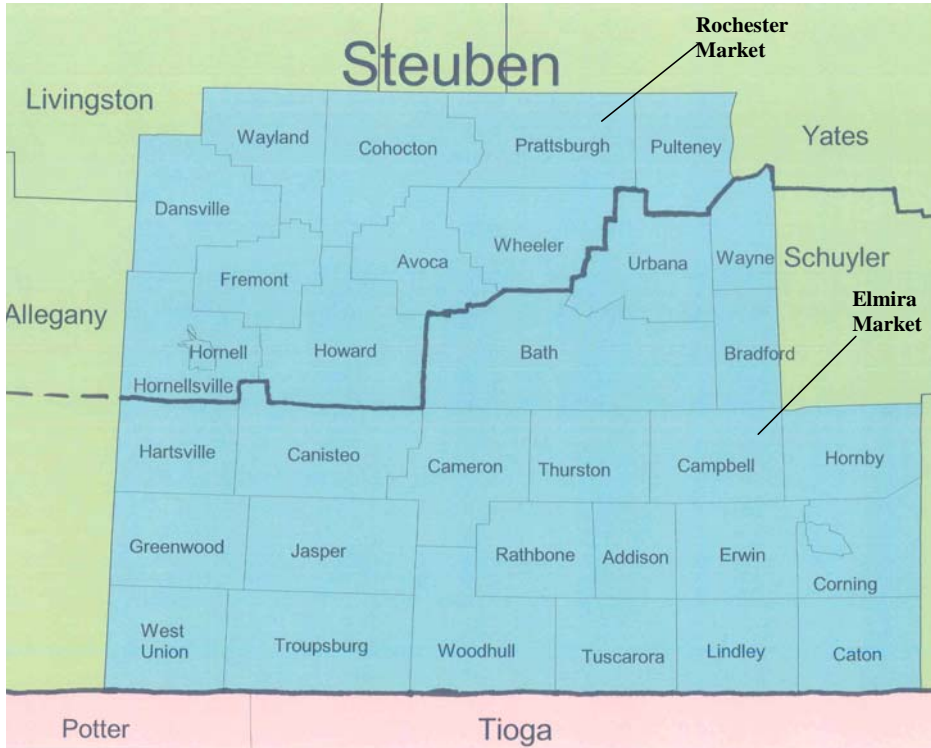 Rochester
Market
Steuben
Livingston
Wayland
Cohocton
Prattsburgh
Pulteney
Yates
Dansville
Wheeler
Avoca
Urbana
Wayne
Schuyler
Fremont
Allegany
Elmira
Market
Hornell
Howard
Bath
Bradford
Hornellsville
Hartsville
Canisteo
Cameron
Thurston
Campbell
Hornby
Greenwood
Jasper
Rathbone
Addison
Erwin
Corning
West
Union
Troupsburg
Woodhull
Tuscarora
Lindley
Caton
Potter
Tioga